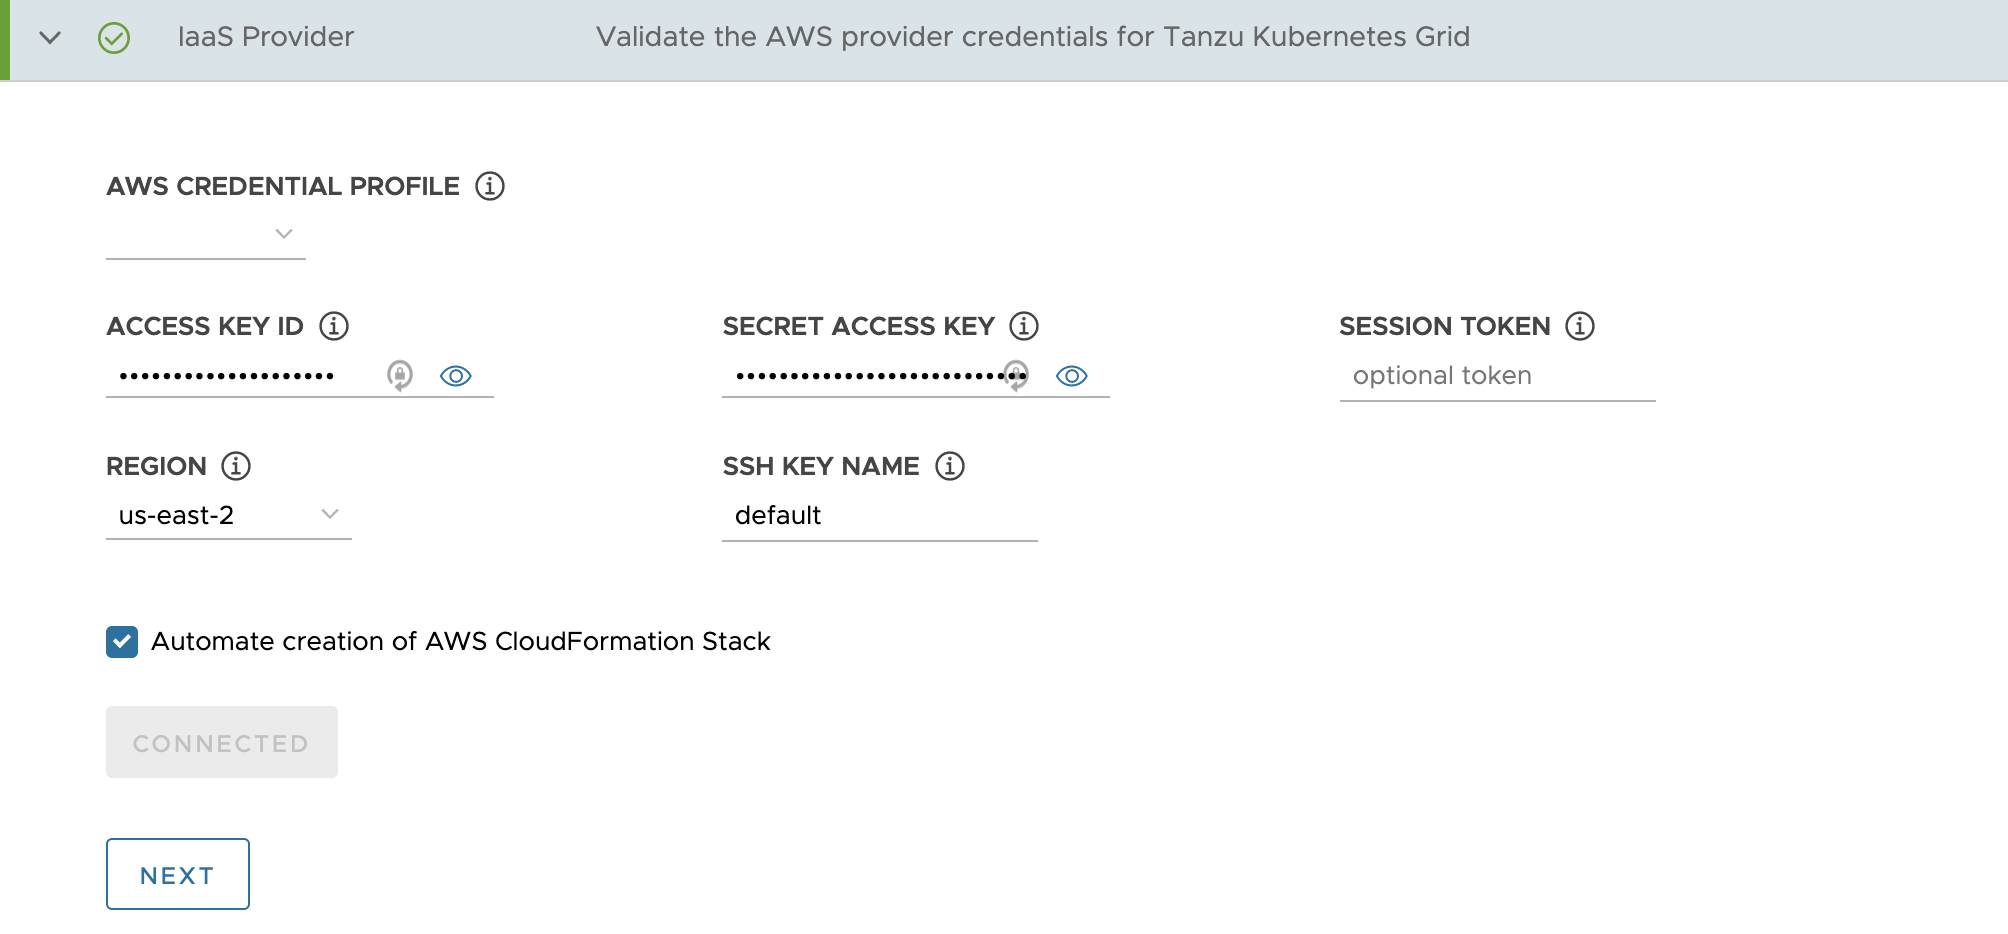 IaaS Provider Validate the AWS provider credentials for Tanzu Kubernetes Grid
AWS CREDENTIAL PROFILE
ACCESS KEY ID SECRET ACCESS KEY SESSION TOKEN
optional token
REGION SSH KEY NAME
us-east-2 default
Automate creation of AWS CloudFormation Stack
CONNECTED
NEXT